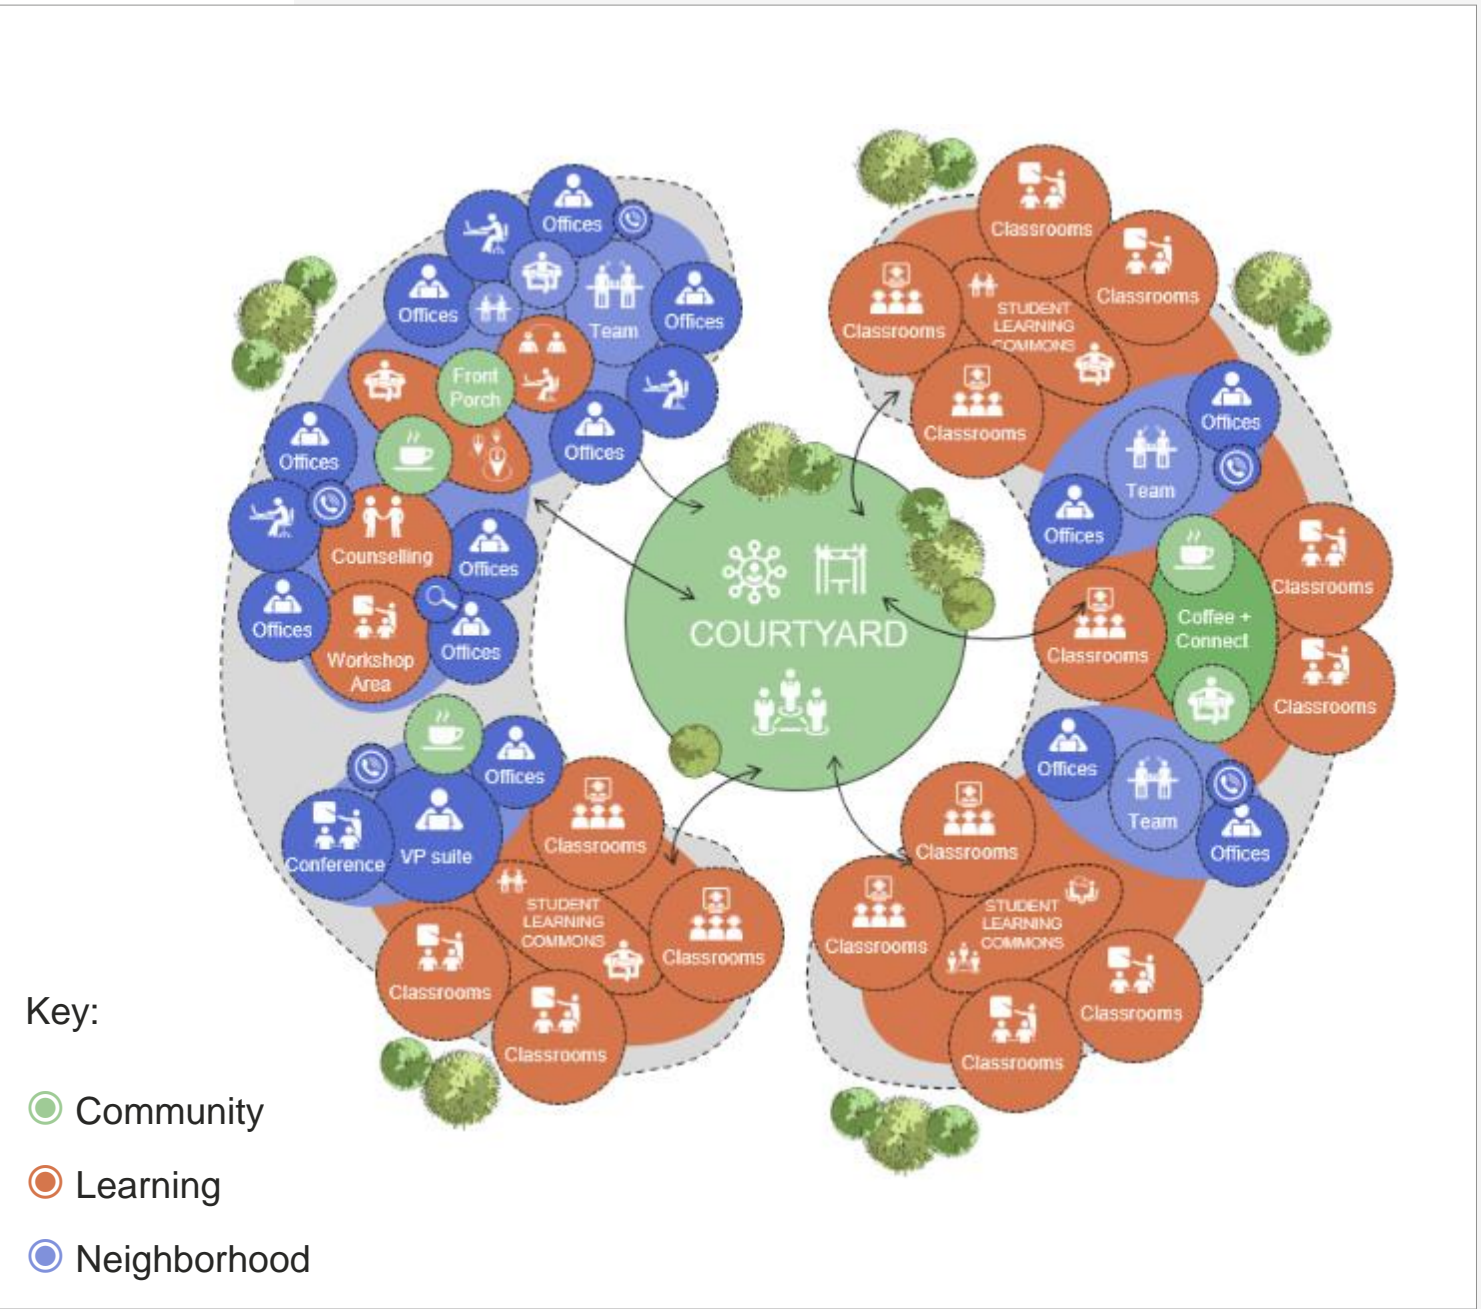 Offices
Offices
Team
Offices
Front
Porch
Offices
Offices
Counselling
Offices
Offices
Workshop
Area
Offices
Offices
Conference
VP suite
Classrooms
STUDENT
LEARNING
COMMONS
Classrooms
Classrooms
Classrooms
COURTYARD
Classrooms
Classrooms
Classrooms
STUDENT
LEARNING
COMMONS
Classrooms
Offices
Team
Offices
Classrooms
Coffee +
Connect
Classrooms
Classrooms
Offices
Team
Offices
Classrooms
Classrooms
STUDENT
LEARNING
COMMONS
Classrooms
Classrooms
Key:
Community
Learning
Neighborhood